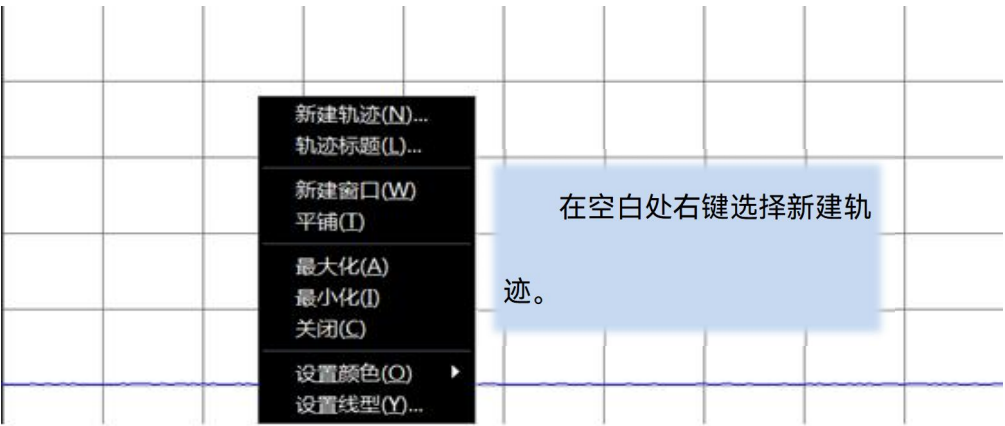 新建轨迹(N)...
轨迹标题(L)...
新建窗口(W)
平铺(T)
最大化(A)
最小化(I)
关闭(C)
设置颜色(O)
设置线型(Y)...
在空白处右键选择新建轨
迹。